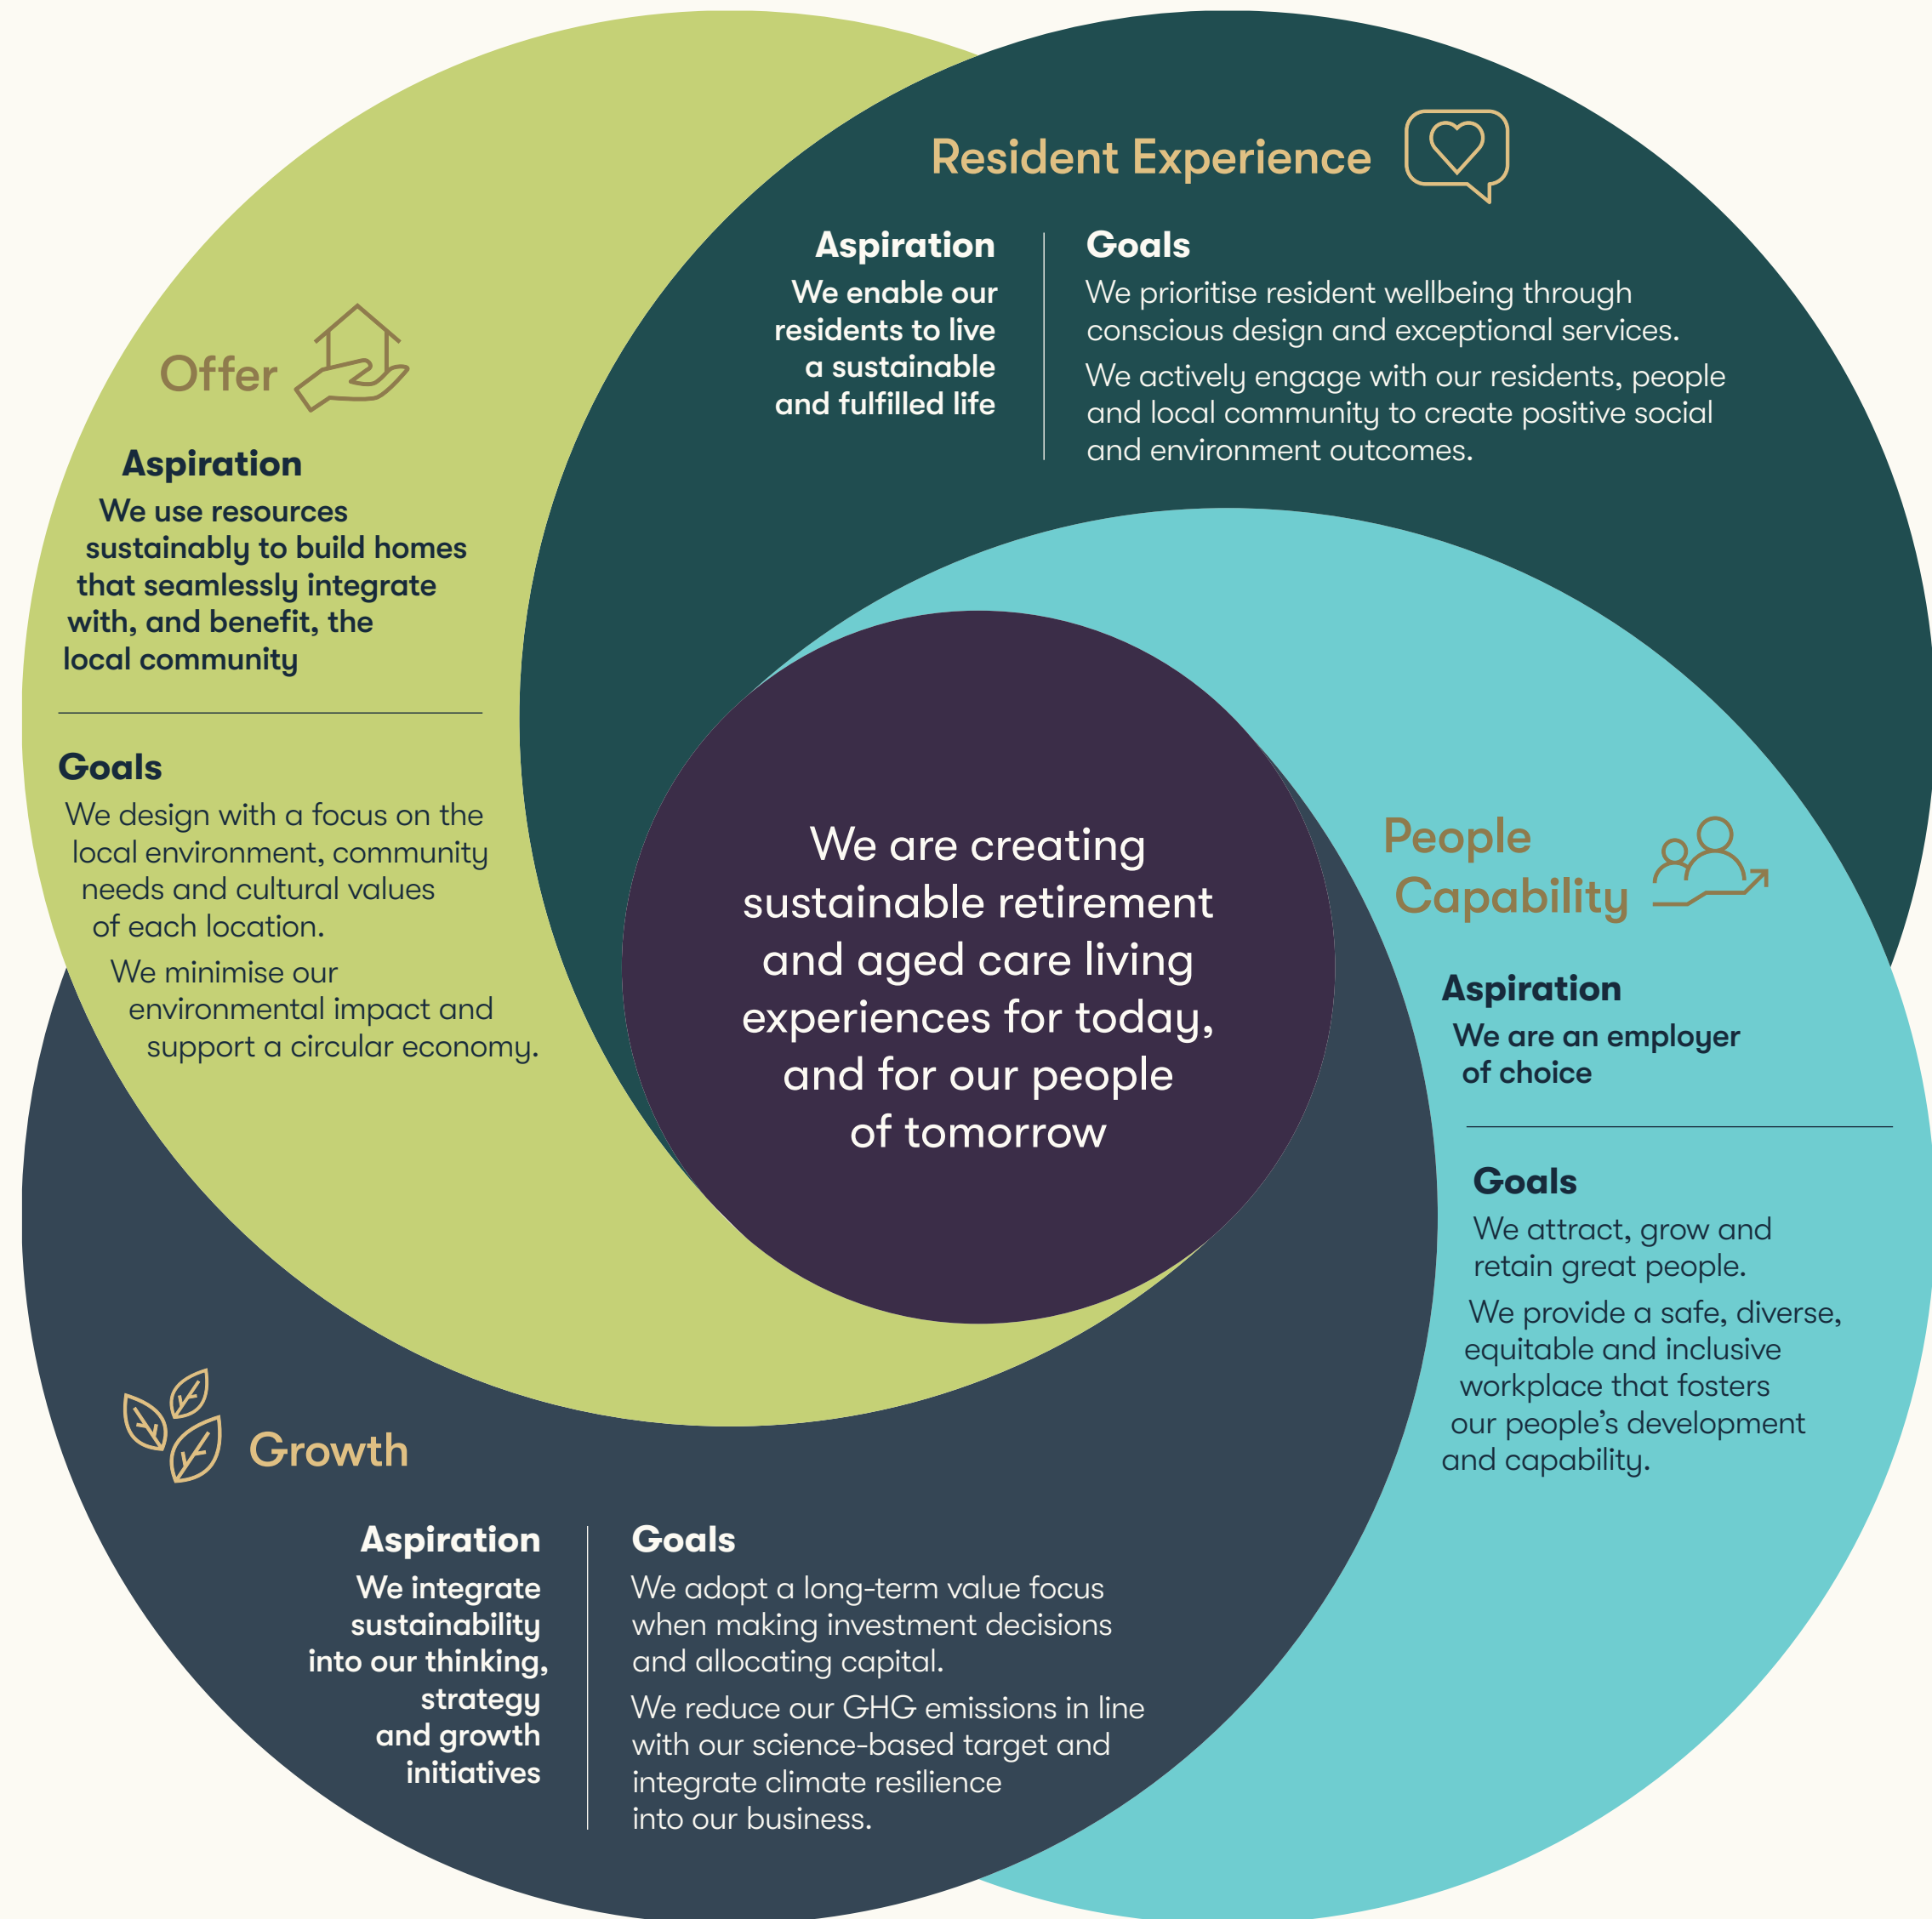 Resident Experience
Aspiration
We enable our
residents to live
a sustainable
and fulfilled life
Goals
We prioritise resident wellbeing through
conscious design and exceptional services.
We actively engage with our residents, people
and local community to create positive social
and environment outcomes.
Offer
Aspiration
We use resources
sustainably to build homes
that seamlessly integrate
with, and benefit, the
local community
Goals
We design with a focus on the
local environment, community
needs and cultural values
of each location.
We minimise our
environmental impact and
support a circular economy.
We are creating
sustainable retirement
and aged care living
experiences for today,
and for our people
of tomorrow
People
Capability
Aspiration
We are an employer
of choice
Goals
We attract, grow and
retain great people.
We provide a safe, diverse,
equitable and inclusive
workplace that fosters
our people’s development
and capability.
Growth
Aspiration
We integrate
sustainability
into our thinking,
strategy
and growth
initiatives
Goals
We adopt a long-term value focus
when making investment decisions
and allocating capital.
We reduce our GHG emissions in line
with our science-based target and
integrate climate resilience
into our business.